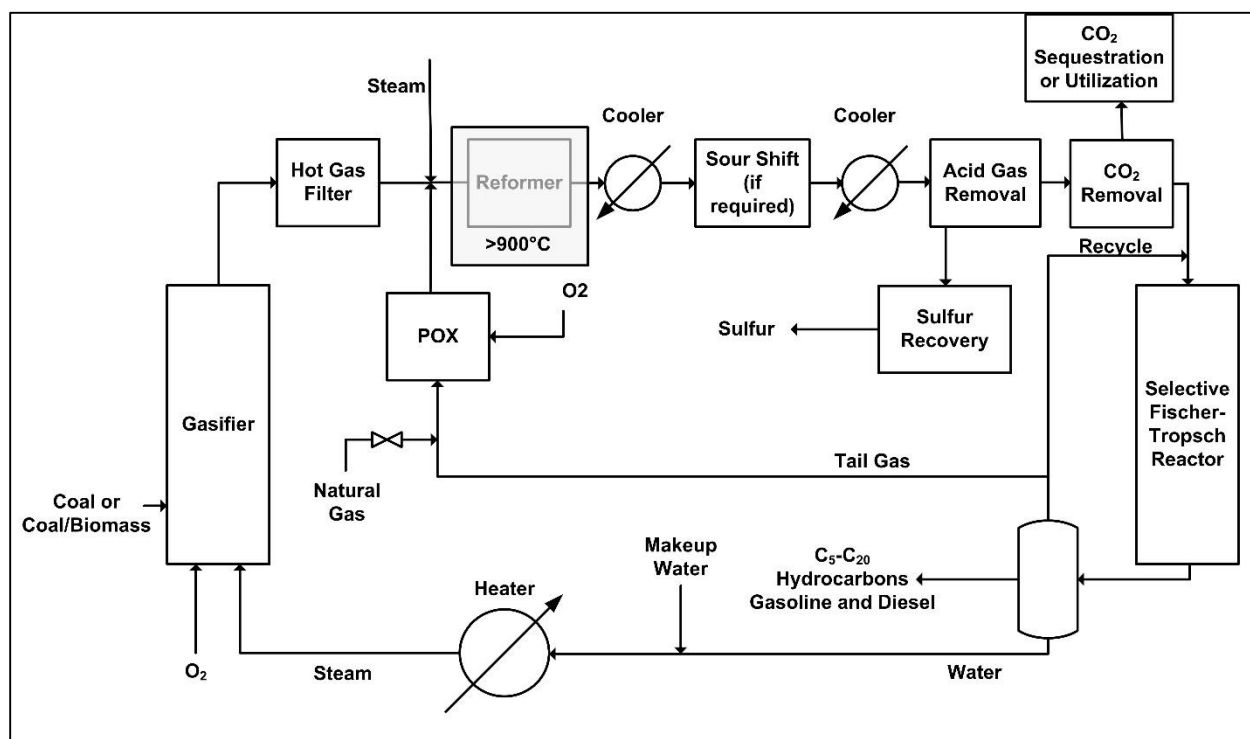 CO₂
Sequestration
or Utilization
Steam
Cooler
Cooler
Hot Gas
Filter
Reformer
>900°C
Sour Shift
(if
required)
Acid Gas
Removal
CO₂
Removal
Recycle
O2
POX
Sulfur
Sulfur
Recovery
Gasifier
Selective
Fischer-
Tropsch
Reactor
Tail Gas
Natural
Gas
Coal or
Coal/Biomass
Makeup
Water
C₅-C₂₀
Hydrocarbons
Gasoline and Diesel
Heater
O₂
Steam
Water